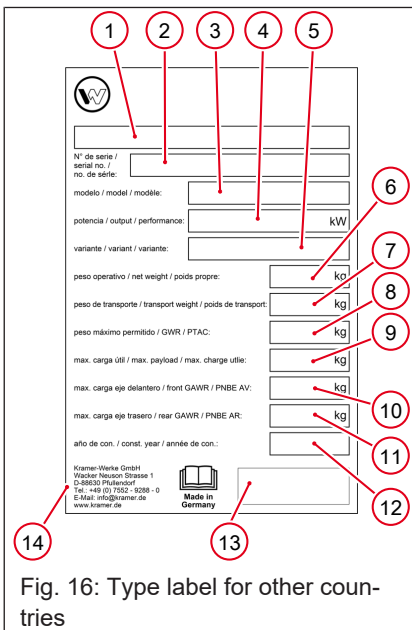 1 2 3 4 5
W
N° de serie /
serial no. /
no. de série:
modelo / model / modèle:
potencia / output / performance: kW
variante / variant / variante:
6
peso operativo / net weight / poids propre: kg
7
peso de transporte / transport weight / poids de transport: kg
8
peso máximo permitido / GWR / PTAC: kg
9
max. carga útil / max. payload / max. charge utlie: kg
max. carga eje delantero / front GAWR / PNBE AV: kg
10
max. carga eje trasero / rear GAWR / PNBE AR: kg
11
año de con. / const. year / année de con.:
12
Kramer-Werke GmbH
Wacker Neuson Strasse 1
D-88630 Pfullendorf
Tel.: +49 (0) 7552 - 9288 - 0
E-Mail: info@kramer.de
www.kramer.de
Made in
Germany
14 13
Fig. 16: Type label for other coun-
tries